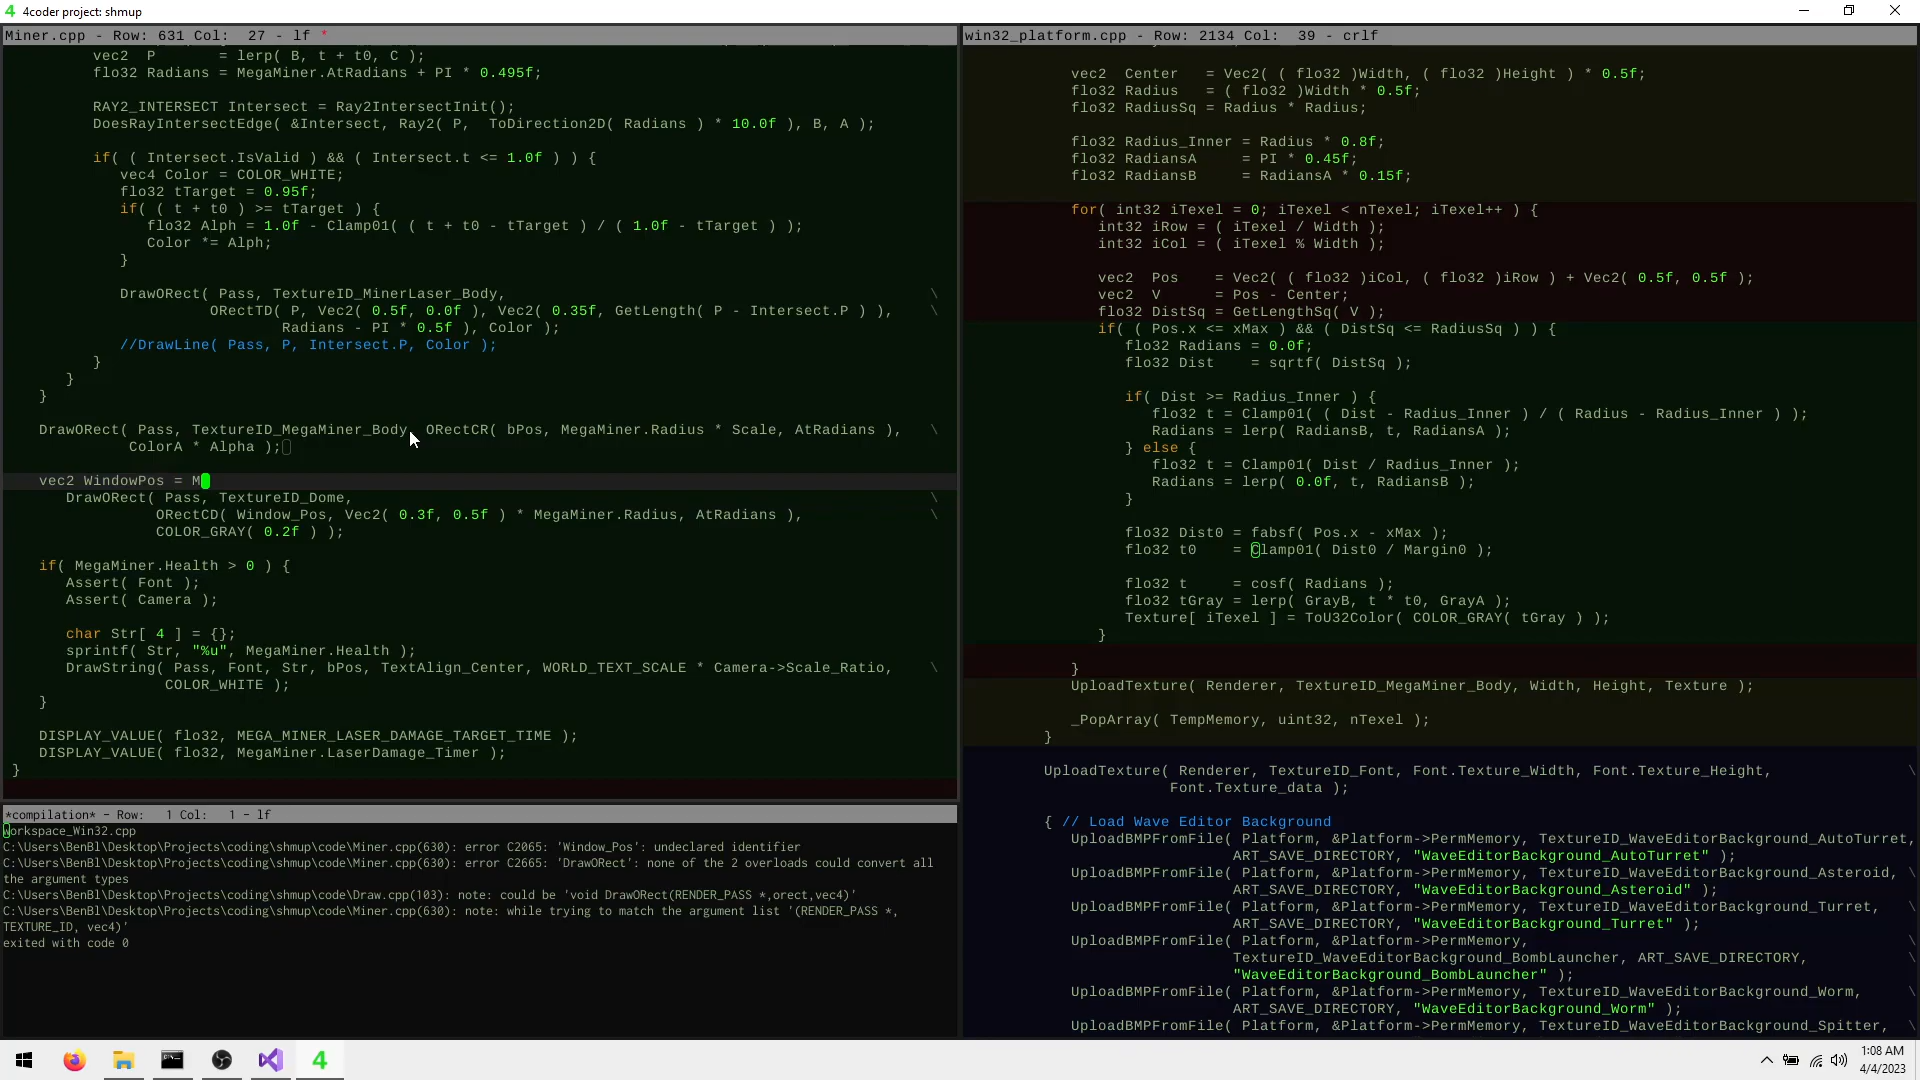 4 4coder project: shmup
Miner.cpp - Row: 631 Col:  27 - lf *
vec2  P       = lerp( B, t + t0, C );
flo32 Radians = MegaMiner.AtRadians + PI * 0.495f;
RAY2_INTERSECT Intersect = Ray2IntersectInit();
DoesRayIntersectEdge( &Intersect, Ray2( P,  ToDirection2D( Radians ) * 10.0f ), B, A );
if( ( Intersect.IsValid ) && ( Intersect.t <= 1.0f ) ) {
vec4 Color = COLOR_WHITE;
flo32 tTarget = 0.95f;
if( ( t + t0 ) >= tTarget ) {
flo32 Alph = 1.0f - Clamp01( ( t + t0 - tTarget ) / ( 1.0f - tTarget ) );
Color *= Alph;
}
DrawORect( Pass, TextureID_MinerLaser_Body, \
ORectTD( P, Vec2( 0.5f, 0.0f ), Vec2( 0.35f, GetLength( P - Intersect.P ) ), \
Radians - PI * 0.5f ), Color );
//DrawLine( Pass, P, Intersect.P, Color );
}
}
}
DrawORect( Pass, TextureID_MegaMiner_Body, ORectCR( bPos, MegaMiner.Radius * Scale, AtRadians ), \
ColorA * Alpha );
vec2 WindowPos = M
DrawORect( Pass, TextureID_Dome, \
ORectCD( Window_Pos, Vec2( 0.3f, 0.5f ) * MegaMiner.Radius, AtRadians ), \
COLOR_GRAY( 0.2f ) );
if( MegaMiner.Health > 0 ) {
Assert( Font );
Assert( Camera );
char Str[ 4 ] = {};
sprintf( Str, "%u", MegaMiner.Health );
DrawString( Pass, Font, Str, bPos, TextAlign_Center, WORLD_TEXT_SCALE * Camera->Scale_Ratio, \
COLOR_WHITE );
}
DISPLAY_VALUE( flo32, MEGA_MINER_LASER_DAMAGE_TARGET_TIME );
DISPLAY_VALUE( flo32, MegaMiner.LaserDamage_Timer );
}
*compilation* - Row:   1 Col:   1 - lf
workspace_Win32.cpp
C:\Users\BenBl\Desktop\Projects\coding\shmup\code\Miner.cpp(630): error C2065: 'Window_Pos': undeclared identifier
C:\Users\BenBl\Desktop\Projects\coding\shmup\code\Miner.cpp(630): error C2665: 'DrawORect': none of the 2 overloads could convert all
the argument types
C:\Users\BenBl\Desktop\Projects\coding\shmup\code\Draw.cpp(103): note: could be 'void DrawORect(RENDER_PASS *,orect,vec4)'
C:\Users\BenBl\Desktop\Projects\coding\shmup\code\Miner.cpp(630): note: while trying to match the argument list '(RENDER_PASS *,
TEXTURE_ID, vec4)'
exited with code 0
win32_platform.cpp - Row: 2134 Col:  39 - crlf
vec2  Center   = Vec2( ( flo32 )Width, ( flo32 )Height ) * 0.5f;
flo32 Radius   = ( flo32 )Width * 0.5f;
flo32 RadiusSq = Radius * Radius;
flo32 Radius_Inner = Radius * 0.8f;
flo32 RadiansA     = PI * 0.45f;
flo32 RadiansB     = RadiansA * 0.15f;
for( int32 iTexel = 0; iTexel < nTexel; iTexel++ ) {
int32 iRow = ( iTexel / Width );
int32 iCol = ( iTexel % Width );
vec2  Pos    = Vec2( ( flo32 )iCol, ( flo32 )iRow ) + Vec2( 0.5f, 0.5f );
vec2  V      = Pos - Center;
flo32 DistSq = GetLengthSq( V );
if( ( Pos.x <= xMax ) && ( DistSq <= RadiusSq ) ) {
flo32 Radians = 0.0f;
flo32 Dist    = sqrtf( DistSq );
if( Dist >= Radius_Inner ) {
flo32 t = Clamp01( ( Dist - Radius_Inner ) / ( Radius - Radius_Inner ) );
Radians = lerp( RadiansB, t, RadiansA );
} else {
flo32 t = Clamp01( Dist / Radius_Inner );
Radians = lerp( 0.0f, t, RadiansB );
}
flo32 Dist0 = fabsf( Pos.x - xMax );
flo32 t0    = Clamp01( Dist0 / Margin0 );
flo32 t     = cosf( Radians );
flo32 tGray = lerp( GrayB, t * t0, GrayA );
Texture[ iTexel ] = ToU32Color( COLOR_GRAY( tGray ) );
}
}
UploadTexture( Renderer, TextureID_MegaMiner_Body, Width, Height, Texture );
_PopArray( TempMemory, uint32, nTexel );
}
UploadTexture( Renderer, TextureID_Font, Font.Texture_Width, Font.Texture_Height, \
Font.Texture_data );
{ // Load Wave Editor Background
UploadBMPFromFile( Platform, &Platform->PermMemory, TextureID_WaveEditorBackground_AutoTurret, \
ART_SAVE_DIRECTORY, "WaveEditorBackground_AutoTurret" );
UploadBMPFromFile( Platform, &Platform->PermMemory, TextureID_WaveEditorBackground_Asteroid, \
ART_SAVE_DIRECTORY, "WaveEditorBackground_Asteroid" );
UploadBMPFromFile( Platform, &Platform->PermMemory, TextureID_WaveEditorBackground_Turret, \
ART_SAVE_DIRECTORY, "WaveEditorBackground_Turret" );
UploadBMPFromFile( Platform, &Platform->PermMemory, \
TextureID_WaveEditorBackground_BombLauncher, ART_SAVE_DIRECTORY, \
"WaveEditorBackground_BombLauncher" );
UploadBMPFromFile( Platform, &Platform->PermMemory, TextureID_WaveEditorBackground_Worm, \
ART_SAVE_DIRECTORY, "WaveEditorBackground_Worm" );
UploadBMPFromFile( Platform, &Platform->PermMemory, TextureID_WaveEditorBackground_Spitter, \
4
1:08 AM
4/4/2023